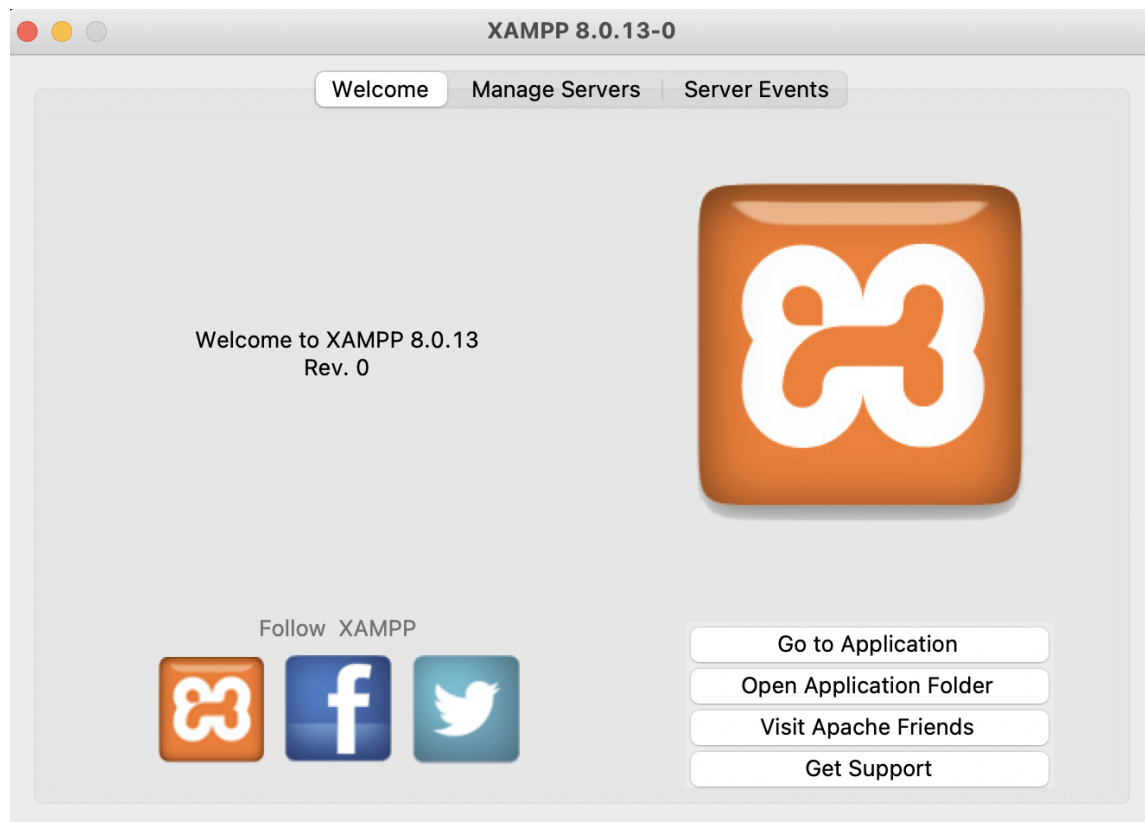 XAMPP 8.0.13-0
Welcome
Manage Servers
Server Events
Welcome to XAMPP 8.0.13
Rev. 0
Follow XAMPP
f
Go to Application
Open Application Folder
Visit Apache Friends
Get Support